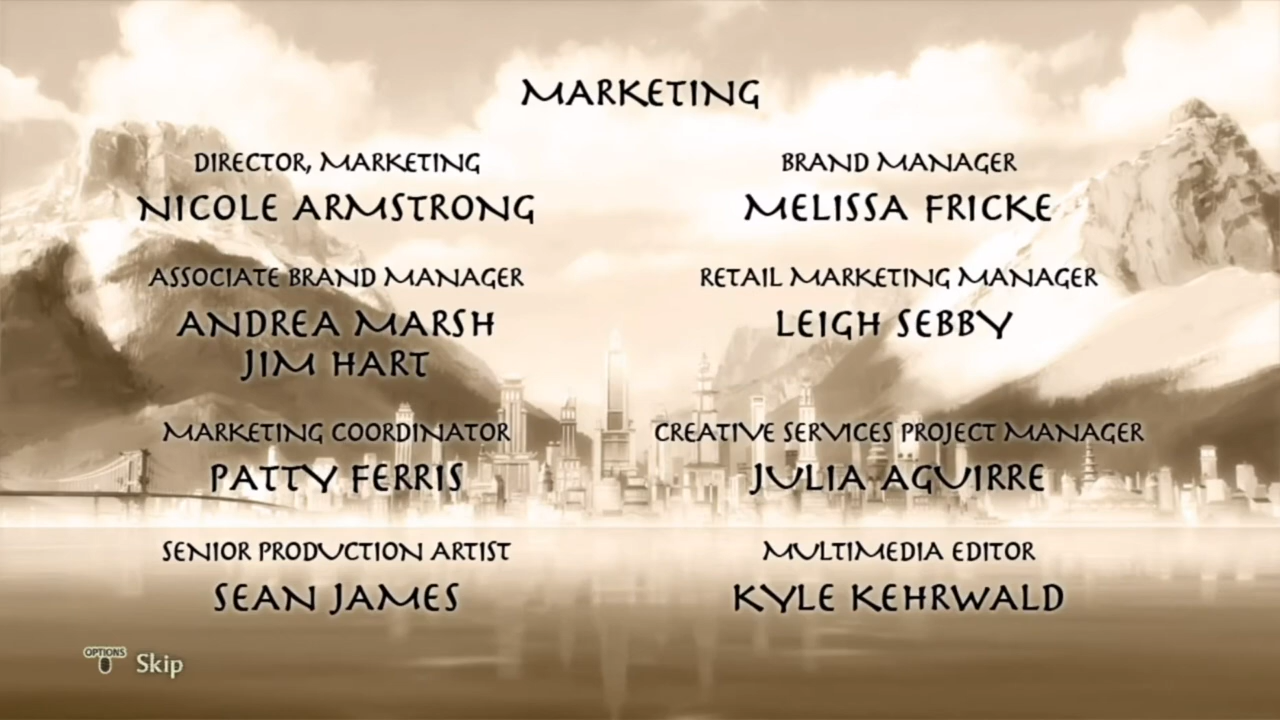 MARKETING
DIRECTOR, MARKETING
NICOLE ARMSTRONG
BRAND MANAGER
MELISSA FRICKE
ASSOCIATE BRAND MANAGER
ANDREA MARSH
JIM HART
RETAIL MARKETING MANAGER
LEIGH SEBBY
MARKETING COORDINATOR
PATTY FERRIS
CREATIVE SERVICES PROJECT MANAGER
JULIA AGUIRRE
SENIOR PRODUCTION ARTIST
SEAN JAMES
MULTIMEDIA EDITOR
KYLE KEHRWALD
OPTIONS Skip